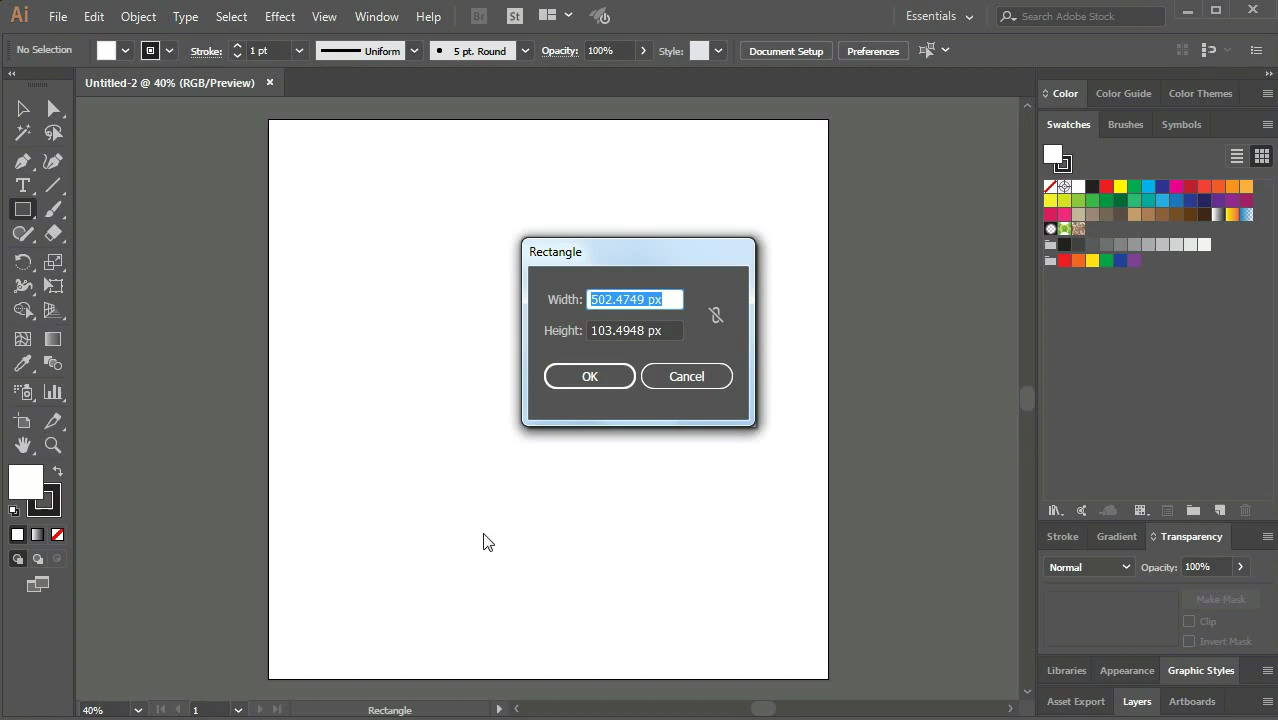 Ai File Edit Object Type Select Effect View Window Help Br St Essentials Search Adobe Stock
No Selection Stroke: 1 pt Uniform 5 pt. Round Opacity: 100% Style: Document Setup Preferences
Untitled-2 @ 40% (RGB/Preview) ×
Color Color Guide Color Themes
Swatches Brushes Symbols
Rectangle
Width: 502.4749 px
Height: 103.4948 px
OK Cancel
Stroke Gradient Transparency
Normal Opacity: 100%
Make Mask
Clip
Invert Mask
Libraries Appearance Graphic Styles
Asset Export Layers Artboards
40% 1 Rectangle